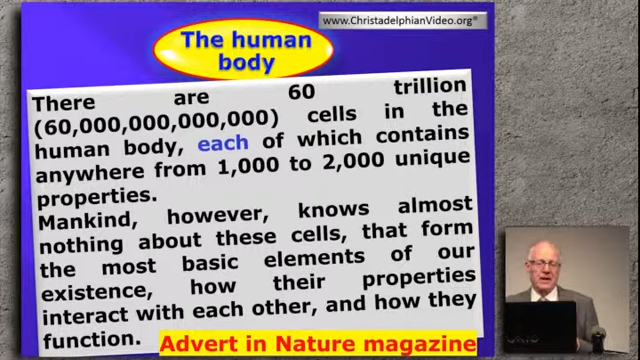 www.ChristadelphianVideo.org®
The human
body
There are 60 trillion
(60,000,000,000,000) cells in the
human body, each of which contains
anywhere from 1,000 to 2,000 unique
properties.
Mankind, however, knows almost
nothing about these cells, that form
the most basic elements of our
existence, how their properties
interact with each other, and how they
function.
Advert in Nature magazine